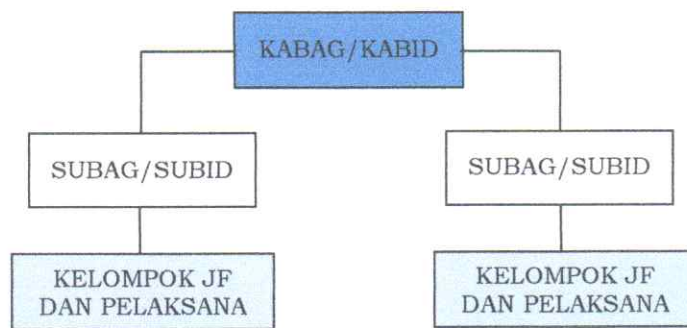 KABAG/KABID
SUBAG/SUBID
SUBAG/SUBID
KELOMPOK JF
DAN PELAKSANA
KELOMPOK JF
DAN PELAKSANA